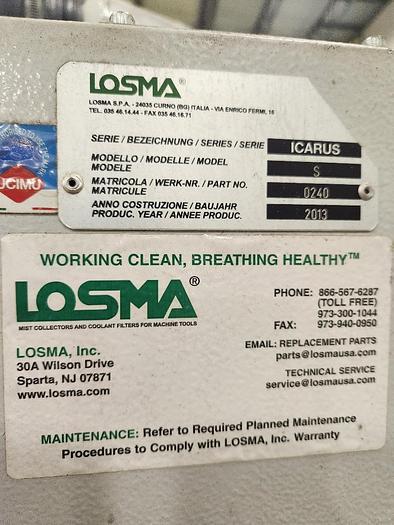 LOSMA®
LOSMA S.P.A. - 24035 CURNO (BG) ITALIA - VIA ENRICO FERMI, 16
TEL. 035 46.14.44 - FAX 035 46.16.71
SERIE / BEZEICHNUNG / SERIES / SERIE ICARUS
MODELLO / MODELLE / MODEL S
MODELE
MATRICOLA / WERK-NR. / PART NO. 0240
MATRICULE
ANNO COSTRUZIONE / BAUJAHR 2013
PRODUC. YEAR / ANNEE PRODUC.
UCIMU
WORKING CLEAN, BREATHING HEALTHY™
LOSMA®
MIST COLLECTORS AND COOLANT FILTERS FOR MACHINE TOOLS
LOSMA, Inc.
30A Wilson Drive
Sparta, NJ 07871
www.losma.com
PHONE: 866-567-6287
(TOLL FREE)
973-300-1044
FAX: 973-940-0950
EMAIL: REPLACEMENT PARTS
parts@losmausa.com
TECHNICAL SERVICE
service@losmausa.com
MAINTENANCE: Refer to Required Planned Maintenance
Procedures to Comply with LOSMA, Inc. Warranty